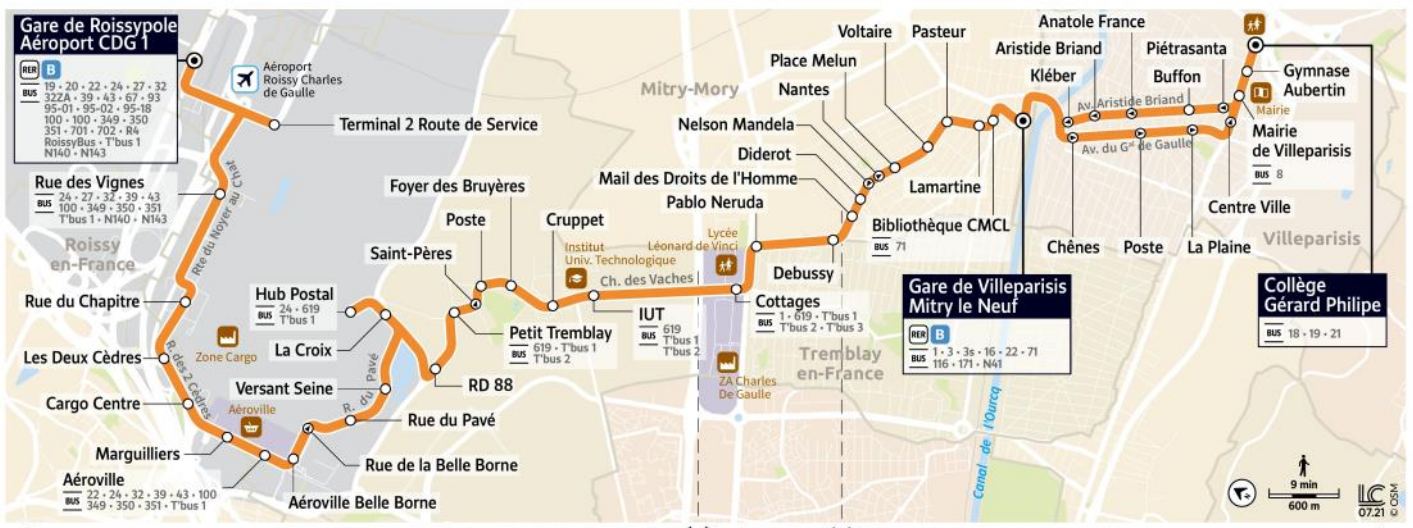 Gare de Roissypole
Aéroport CDG 1
RER B
BUS 19 • 20 • 22 • 24 • 27 • 32
32ZA • 39 • 43 • 67 • 93
95-01 • 95-02 • 95-18
100 • 100 • 349 • 350
351 • 701 • 702 • R4
RoissyBus • T'bus 1
N140 • N143
Aéroport
Roissy Charles
de Gaulle
Terminal 2 Route de Service
Rue des Vignes
BUS 24 • 27 • 32 • 39 • 43
100 • 349 • 350 • 351
T'bus 1 • N140 • N143
Rte du Noyer au Chat
Roissy
en-France
Rue du Chapitre
Les Deux Cèdres
R. des 2 Cèdres
Zone Cargo
Cargo Centre
Marguilliers
Aéroville
Aéroville
BUS 22 • 24 • 32 • 39 • 43 • 100
349 • 350 • 351 • T'bus 1
Aéroville Belle Borne
Rue de la Belle Borne
Rue du Pavé
R. du Pavé
Versant Seine
La Croix
Hub Postal
BUS 24 • 619
T'bus 1
RD 88
Petit Tremblay
BUS 619 • T'bus 1
T'bus 2
Saint-Pères
Poste
Foyer des Bruyères
Cruppet
Institut
Univ. Technologique
IUT
BUS 619
T'bus 1
T'bus 2
Ch. des Vaches
Mitry-Mory
Lycée
Léonard de Vinci
Cottages
BUS 1 • 619 • T'bus 1
T'bus 2 • T'bus 3
ZA Charles
De Gaulle
Tremblay
en-France
Pablo Neruda
Debussy
Mail des Droits de l'Homme
Diderot
Nelson Mandela
Nantes
Place Melun
Voltaire
Pasteur
Lamartine
Bibliothèque CMCL
BUS 71
Gare de Villeparisis
Mitry le Neuf
RER B
BUS 1 • 3 • 3s • 16 • 22 • 71
116 • 171 • N41
Canal de l'Ourcq
Kléber
Aristide Briand
Anatole France
Buffon
Piétrasanta
Av. Aristide Briand
Av. du Gal de Gaulle
Chênes
Poste
La Plaine
Centre Ville
Mairie
de Villeparisis
BUS 8
Mairie
Gymnase
Aubertin
Villeparisis
Collège
Gérard Philipe
BUS 18 • 19 • 21
9 min
600 m
LC
07.21
© OSM